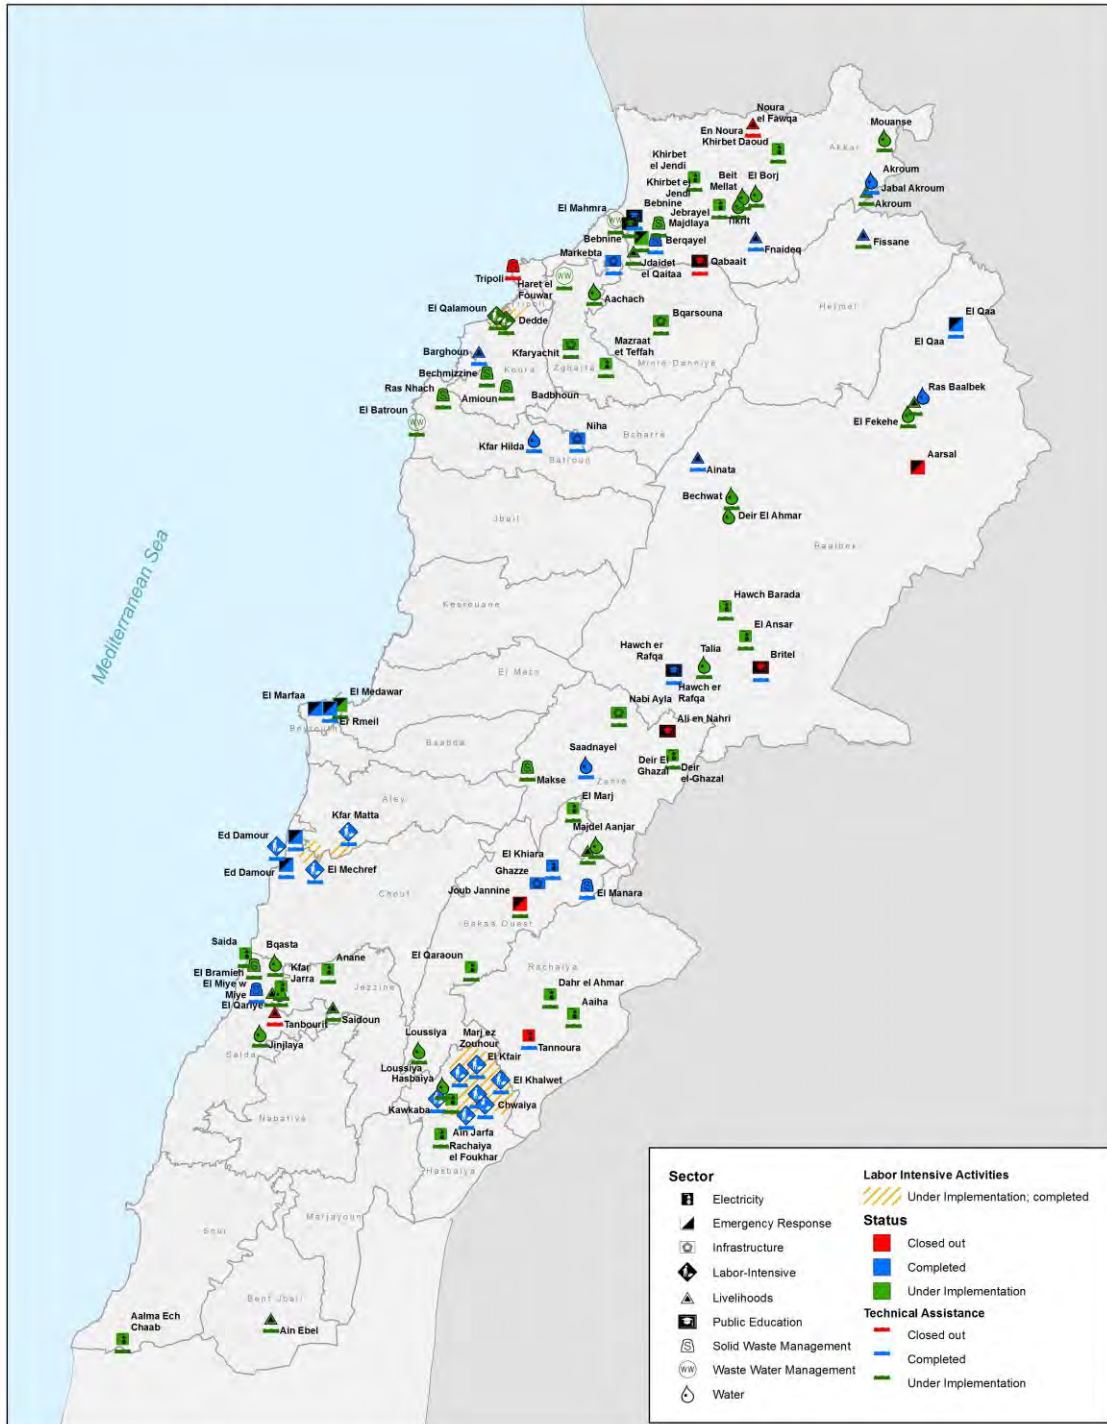 Noura
el Fawqa
En Noura
Khirbet Daoud
Mouanse
Akkar
Khirbet
el Jendi
Khirbet el
Jendi
Beit
Mellat
El Borj
Akroum
Jabal Akroum
Akroum
El Mahmra
Bebnine
Jebrayel
Majdlaya
Tikrit
Bebnine
Berqayel
Markebta
Jdaidet
el Qaitaa
Qabaait
Fnaideq
Fissane
Tripoli
Haret el
Fouwar
Tripoli
Aachach
Hermel
El Qalamoun
Dedde
Bqarsouna
El Qaa
El Qaa
Mazraat
et Teffah
Kfaryachit
Minie-Danniye
Barghoun
Bechmizzine
Koura
Zgharta
Ras Nhach
Amioun
Badbhoun
Ras Baalbek
El Fekehe
El Batroun
Niha
Bcharre
Kfar Hilda
Batroun
Aarsal
Ainata
Bechwat
Deir El Ahmar
Jbail
Baalbek
Mediterranean Sea
Kesrouane
Hawch Barada
El Ansar
Hawch er
Rafqa
Talia
Britel
El Metn
Hawch er
Rafqa
El Marfaa
El Medawar
El Rmeil
Beyrouth
Nabi Ayla
Ali en Nahri
Baabda
Saadnayel
Deir El
Ghazal
Deir
el-Ghazal
Makse
Zahle
Aley
El Marj
Kfar Matta
Majdel Aanjar
Ed Damour
El Khiara
Ghazze
Ed Damour
El Mechref
Joub Jannine
El Manara
Chouf
Bekaa Ouest
Saida
Bqasta
El Bramieh
Kfar
Jarra
Anane
El Qaraoun
Rachaiya
El Miye w
Miye
Jezzine
El Qariye
Dahr el Ahmar
Aaiha
Tanbourit
Saidoun
Jinjlaya
Saida
Loussiya
Marj ez
Zouhour
Tannoura
El Kfair
Loussiya
Hasbaiya
El Khalwet
Kawkaba
Chwaiya
Nabatiye
Ain Jarfa
Rachaiya
el Foukhar
Hasbaiya
Marjayoun
Sour
Bent Jbail
Aalma Ech
Chaab
Ain Ebel
Sector
Electricity
Emergency Response
Infrastructure
Labor-Intensive
Livelihoods
Public Education
Solid Waste Management
WW Waste Water Management
Water
Labor Intensive Activities
Under Implementation; completed
Status
Closed out
Completed
Under Implementation
Technical Assistance
Closed out
Completed
Under Implementation